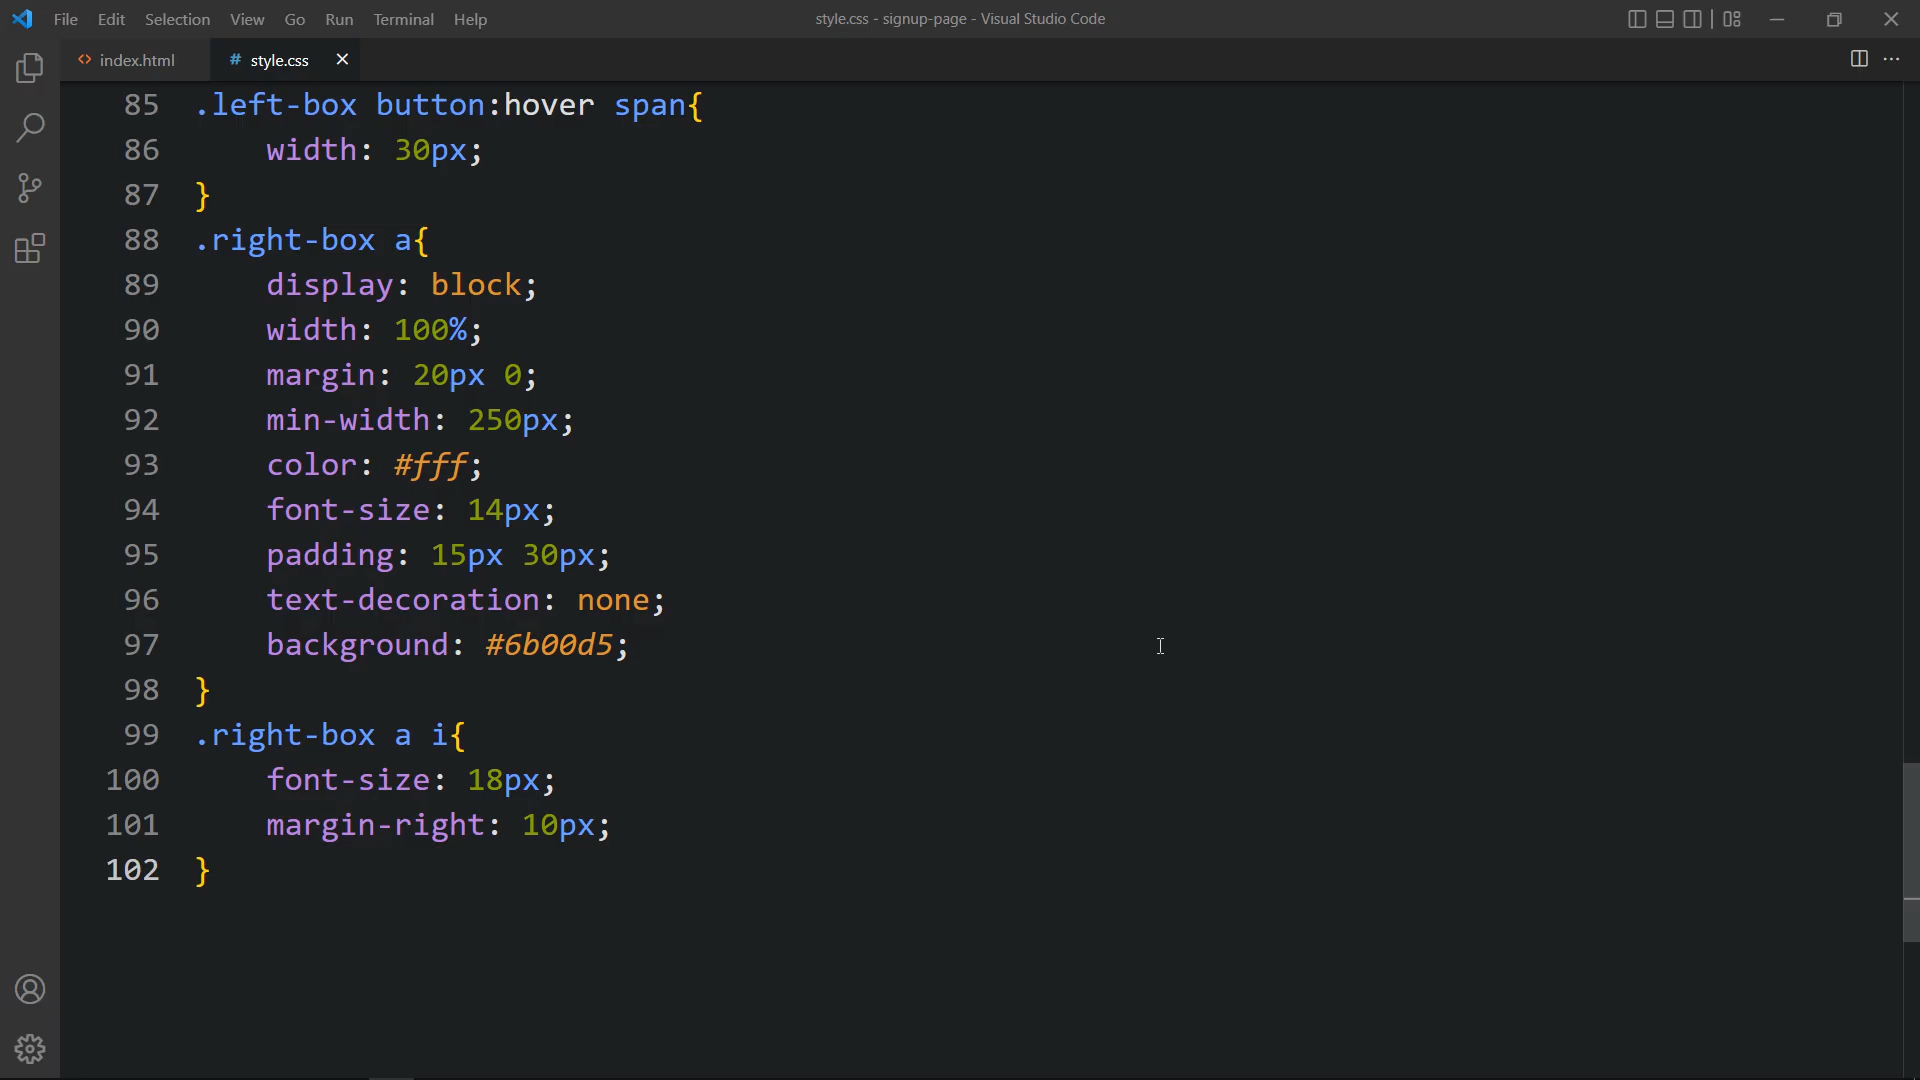 File Edit Selection View Go Run Terminal Help style.css - signup-page - Visual Studio Code
index.html # style.css
85 .left-box button:hover span{
86     width: 30px;
87 }
88 .right-box a{
89     display: block;
90     width: 100%;
91     margin: 20px 0;
92     min-width: 250px;
93     color: #fff;
94     font-size: 14px;
95     padding: 15px 30px;
96     text-decoration: none;
97     background: #6b00d5;
98 }
99 .right-box a i{
100     font-size: 18px;
101     margin-right: 10px;
102 }